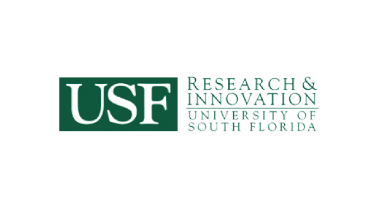 USF
RESEARCH &
INNOVATION
UNIVERSITY OF
SOUTH FLORIDA